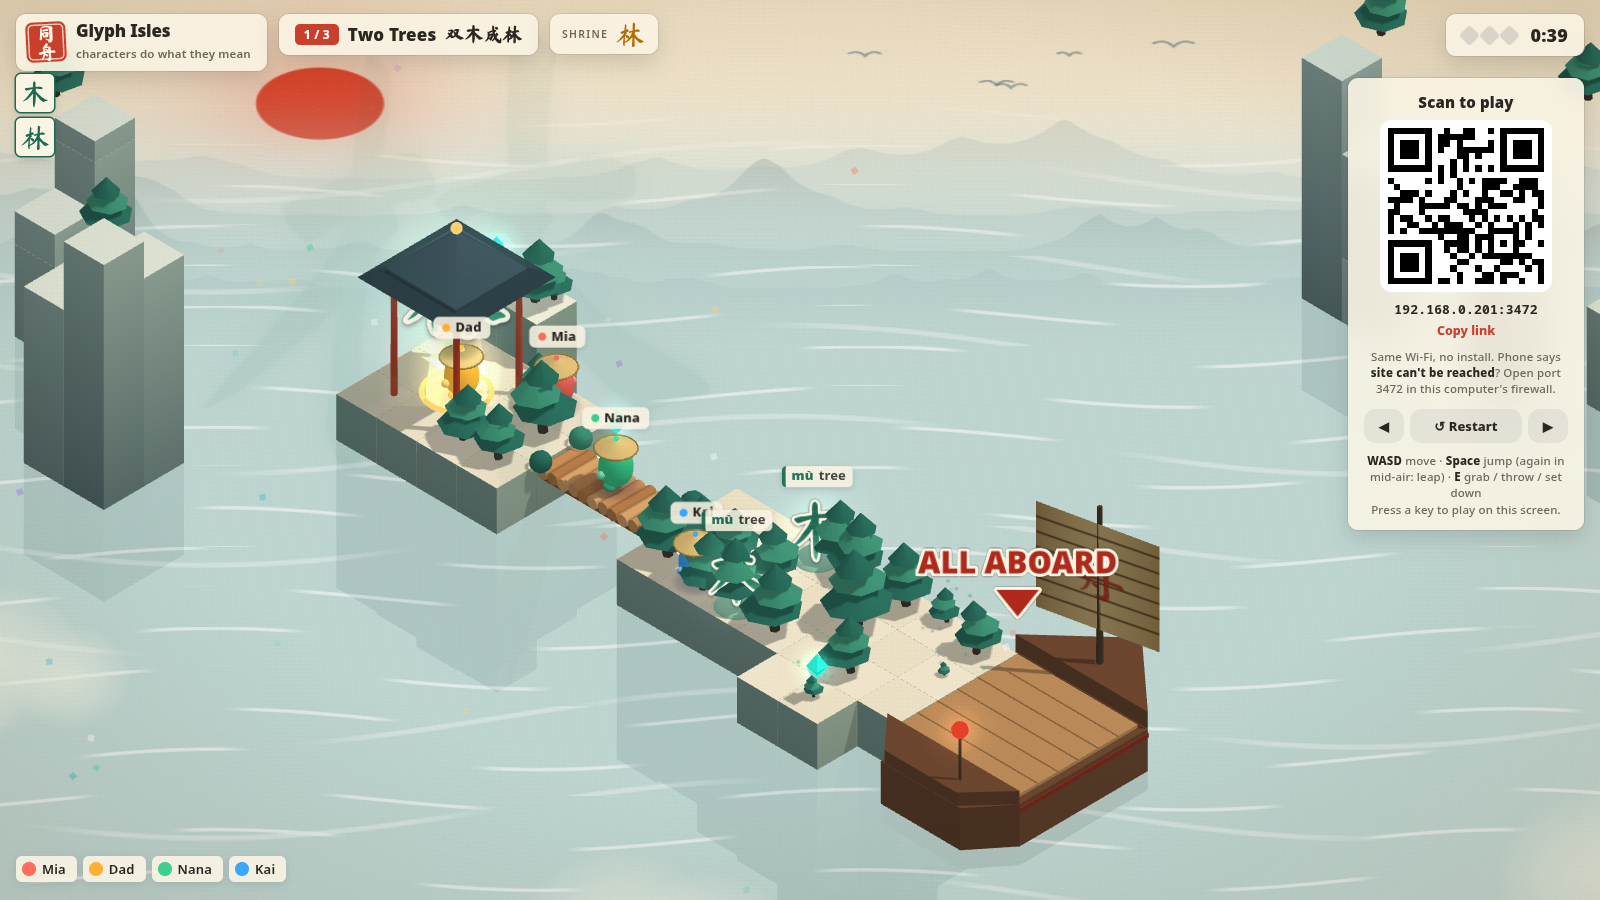 同舟
Glyph Isles
characters do what they mean
1 / 3 Two Trees 双木成林
SHRINE 林
0:39
木
林
Scan to play
192.168.0.201:3472
Copy link
Same Wi-Fi, no install. Phone says
site can't be reached? Open port
3472 in this computer's firewall.
◀ ↺ Restart ▶
WASD move · Space jump (again in
mid-air: leap) · E grab / throw / set
down
Press a key to play on this screen.
Dad
Mia
Nana
mù tree
mù tree
木
ALL ABOARD
Mia Dad Nana Kai